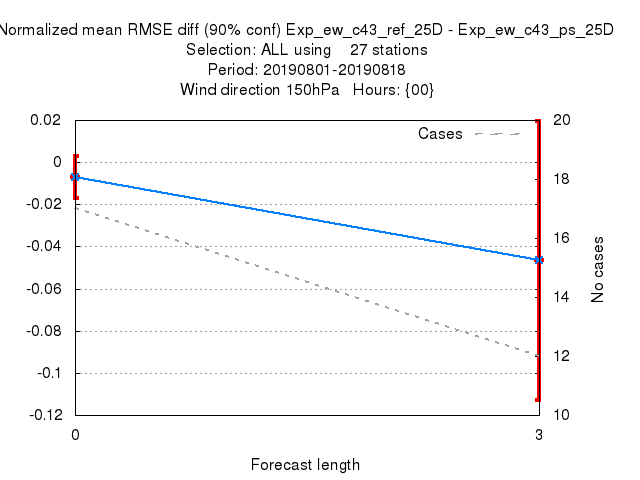 Normalized mean RMSE diff (90% conf) Exp_ew_c43_ref_25D - Exp_ew_c43_ps_25D
Selection: ALL using    27 stations
Period: 20190801-20190818
Wind direction 150hPa   Hours: {00}
0.02
0
-0.02
-0.04
-0.06
-0.08
-0.1
-0.12
Cases
20
18
16
14
12
10
No cases
0
3
Forecast length